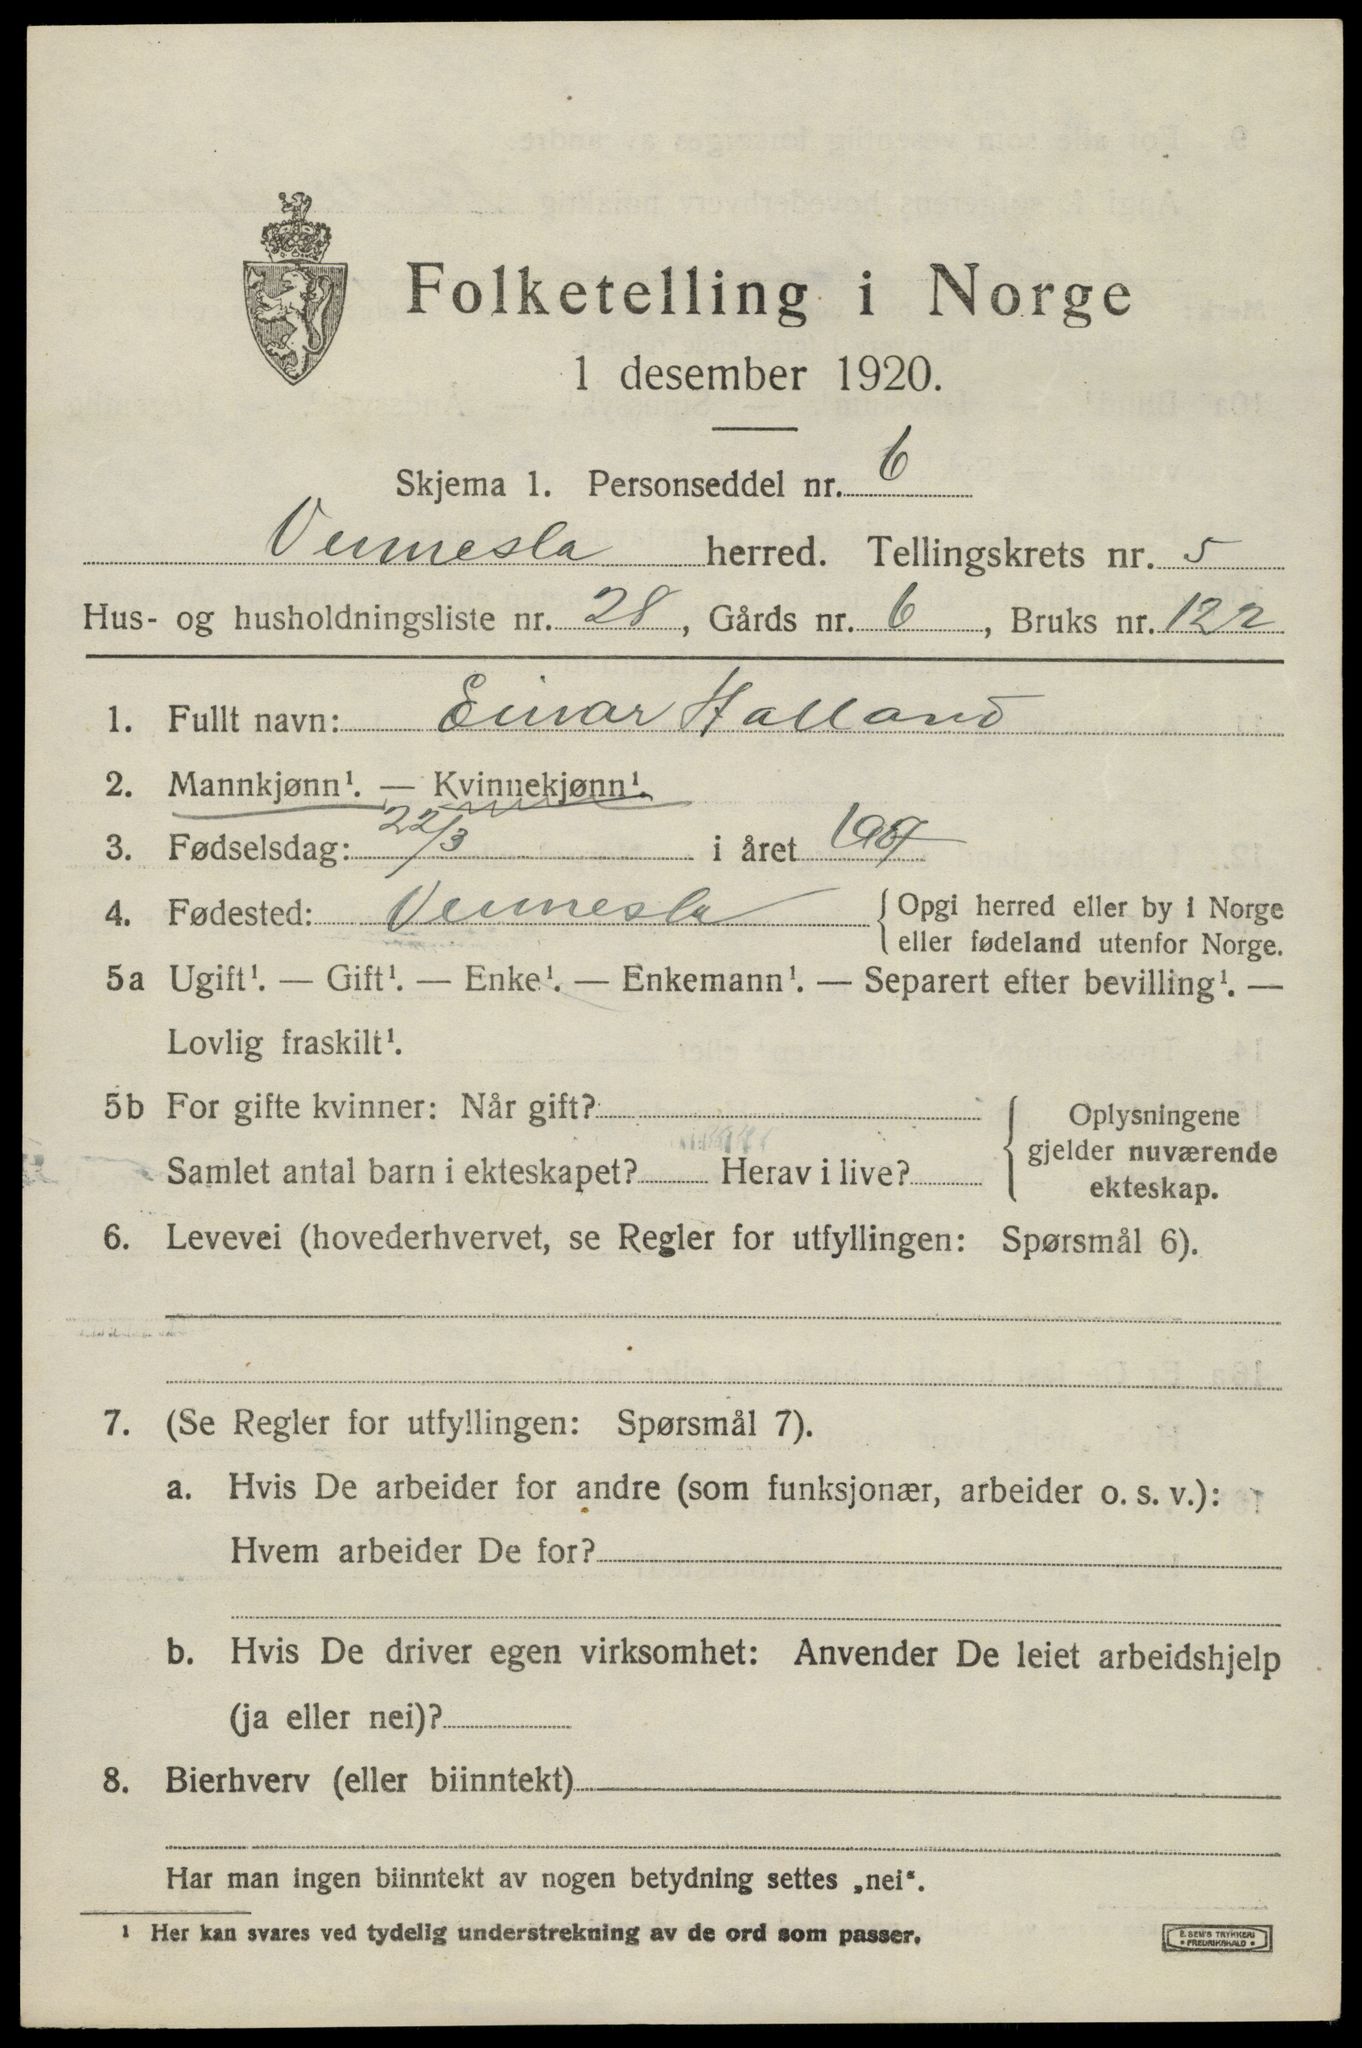 Folketelling i Norge
1 desember 1920.
Skjema 1. Personseddel nr. 6
Vennesla herred. Tellingskrets nr. 5
Hus- og husholdningsliste nr. 28, Gårds nr. 6, Bruks nr. 122
1. Fullt navn: Einar Halland
2. Mannkjønn¹. — Kvinnekjønn¹.
3. Fødselsdag: 22/3 i året
4. Fødested: Vennesla { Opgi herred eller by i Norge
eller fødeland utenfor Norge.
5a Ugift¹. — Gift¹. — Enke¹. — Enkemann¹. — Separert efter bevilling¹. —
Lovlig fraskilt¹.
5b For gifte kvinner: Når gift?
Samlet antal barn i ekteskapet? Herav i live?
{ Oplysningene
gjelder nuværende
ekteskap.
6. Levevei (hovederhvervet, se Regler for utfyllingen: Spørsmål 6).
7. (Se Regler for utfyllingen: Spørsmål 7).
a. Hvis De arbeider for andre (som funksjonær, arbeider o. s. v.):
Hvem arbeider De for?
b. Hvis De driver egen virksomhet: Anvender De leiet arbeidshjelp
(ja eller nei)?
8. Bierhverv (eller biinntekt)
Har man ingen biinntekt av nogen betydning settes „nei“.
¹ Her kan svares ved tydelig understrekning av de ord som passer.
E. SEM'S TRYKKERI
• FREDRIKSHALD •